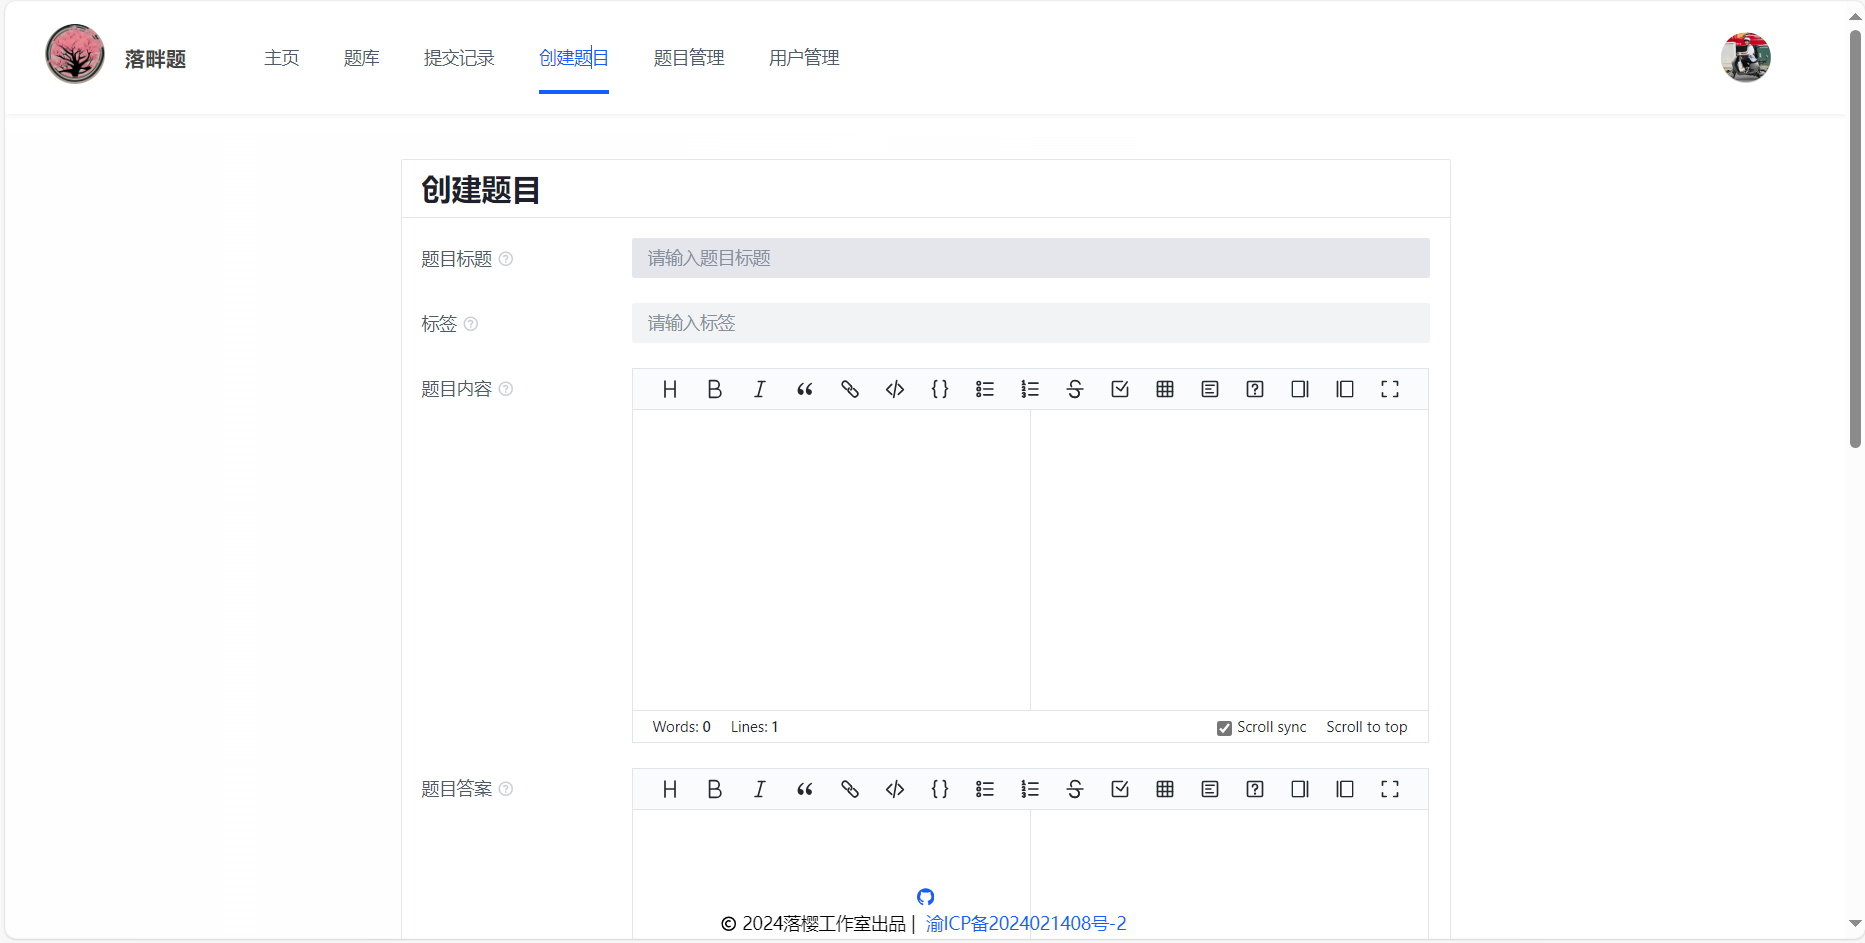 落畔题
主页 题库 提交记录 创建题目 题目管理 用户管理
创建题目
题目标题 请输入题目标题
标签 请输入标签
题目内容
Words: 0 Lines: 1 Scroll sync Scroll to top
题目答案
© 2024落樱工作室出品 | 渝ICP备2024021408号-2